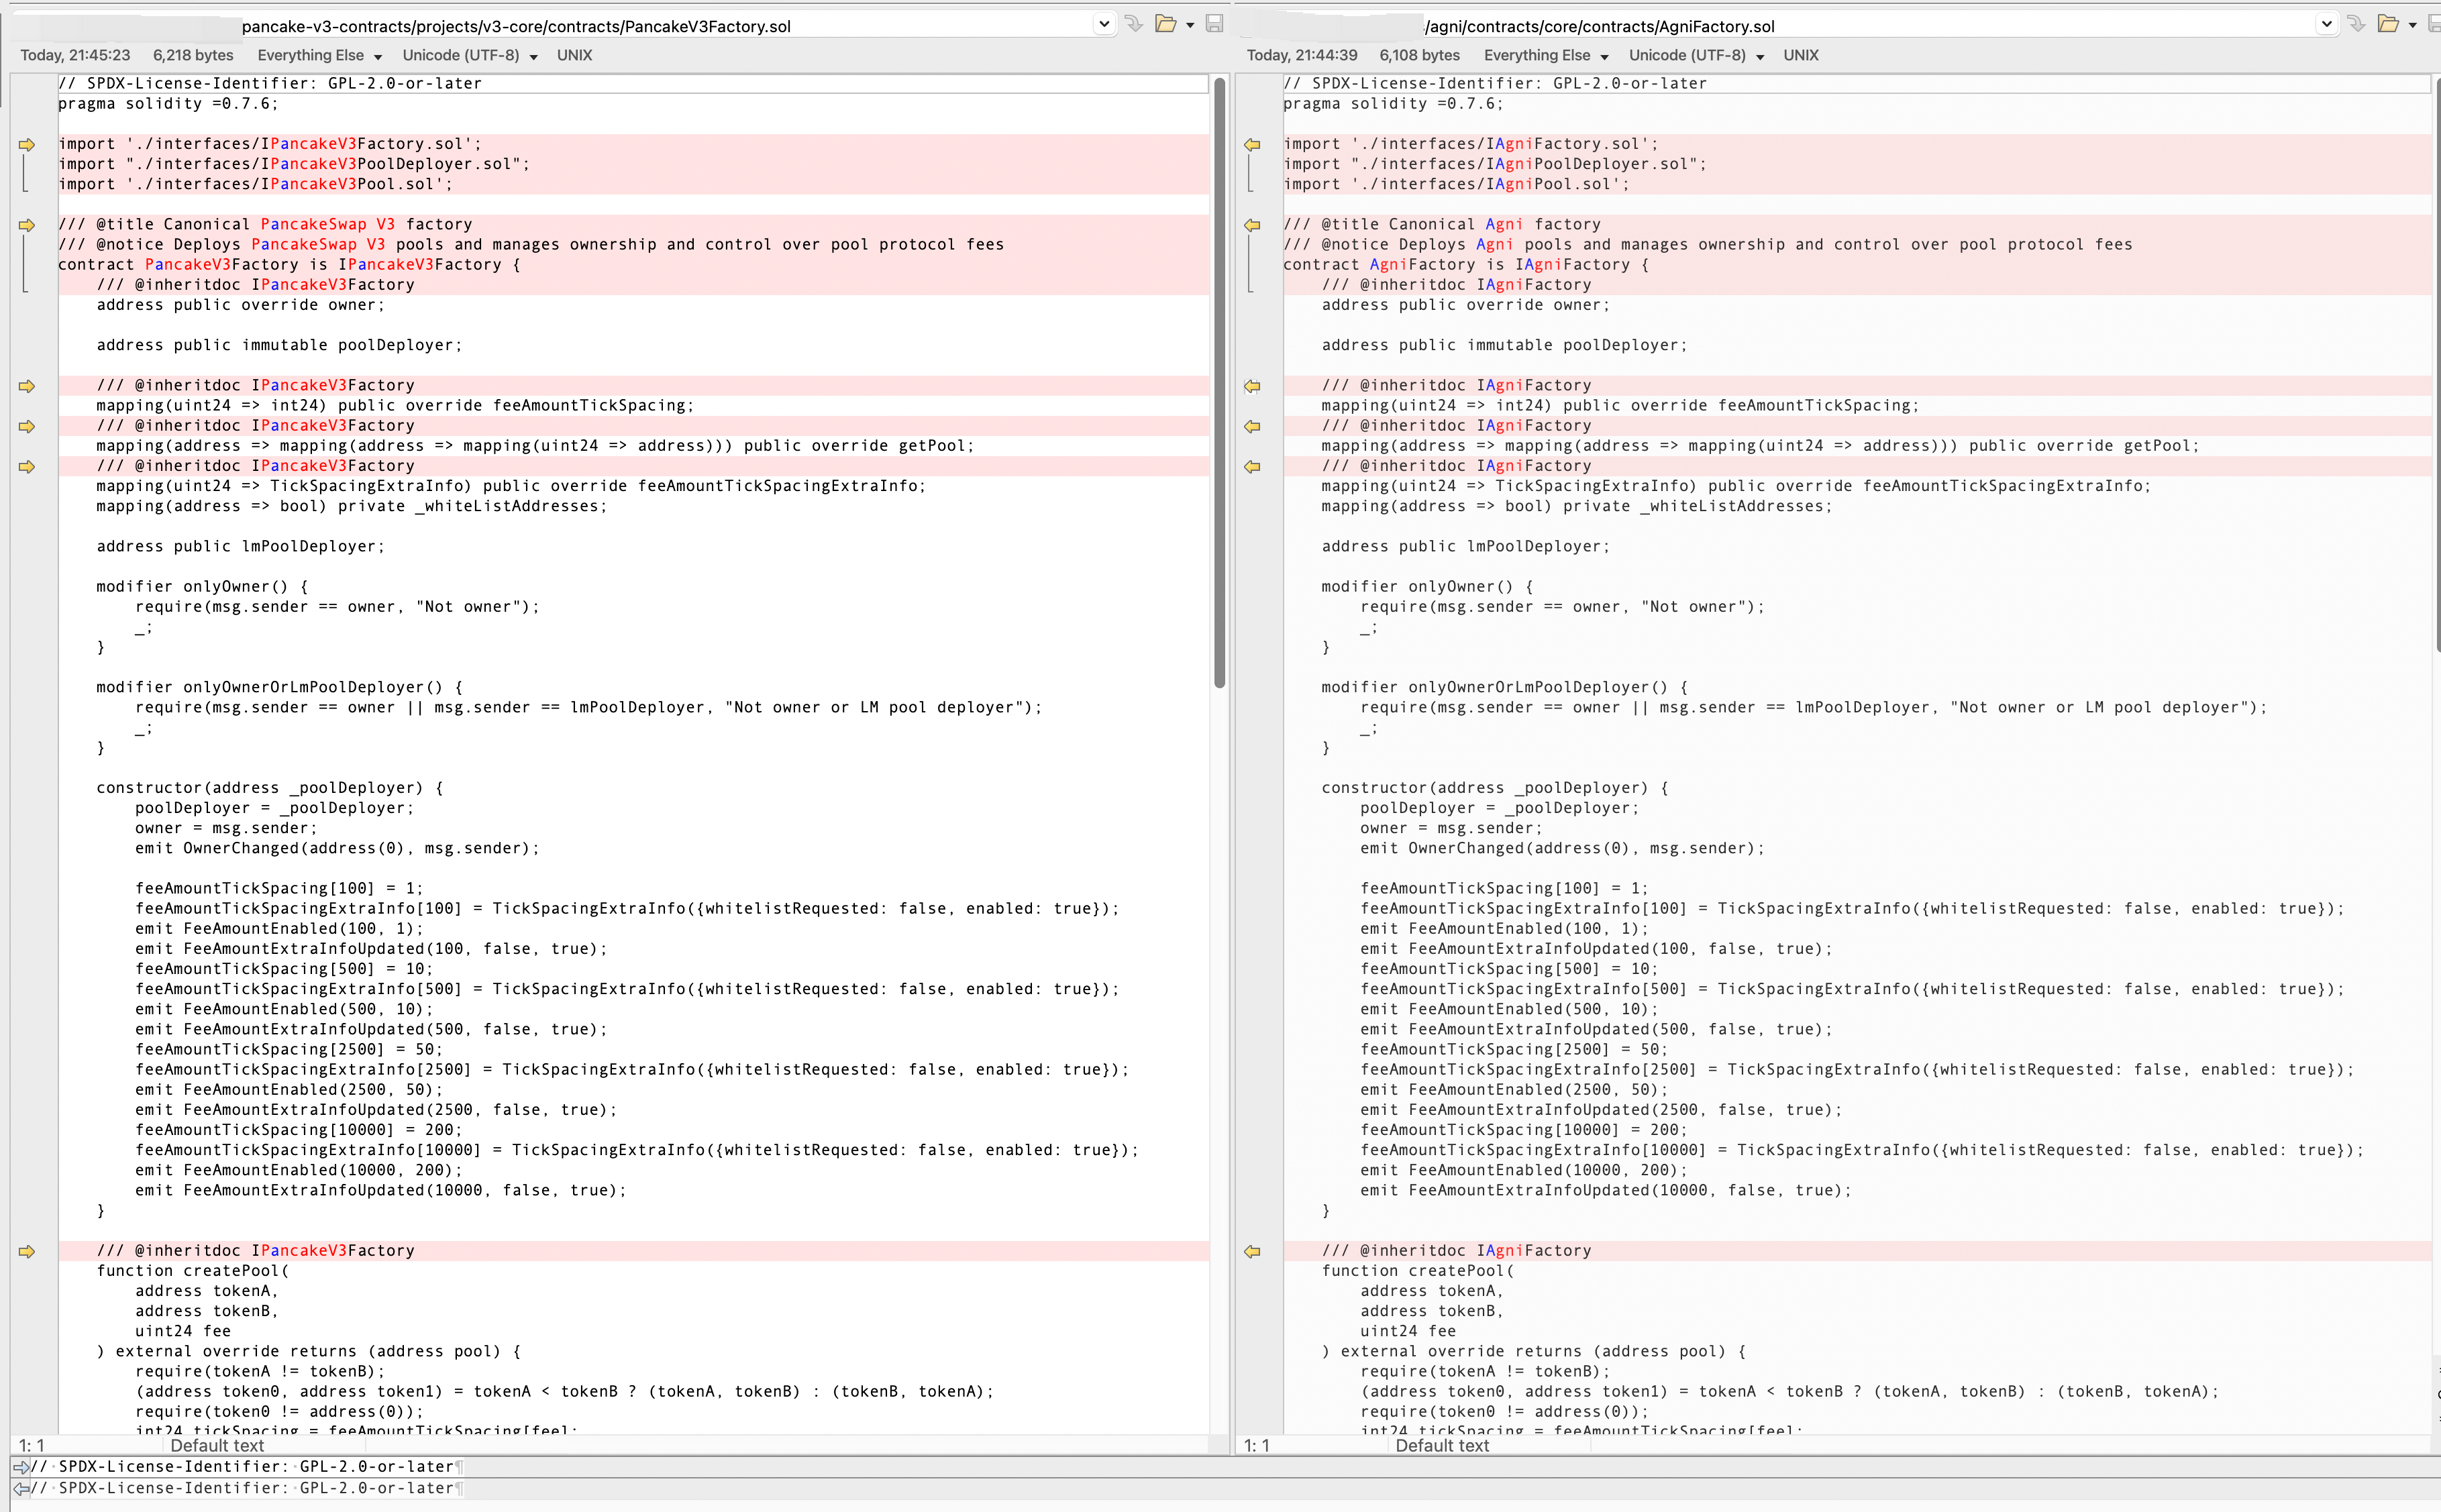 pancake-v3-contracts/projects/v3-core/contracts/PancakeV3Factory.sol
Today, 21:45:23 6,218 bytes Everything Else Unicode (UTF-8) UNIX
// SPDX-License-Identifier: GPL-2.0-or-later
pragma solidity =0.7.6;
import './interfaces/IPancakeV3Factory.sol';
import "./interfaces/IPancakeV3PoolDeployer.sol";
import './interfaces/IPancakeV3Pool.sol';
/// @title Canonical PancakeSwap V3 factory
/// @notice Deploys PancakeSwap V3 pools and manages ownership and control over pool protocol fees
contract PancakeV3Factory is IPancakeV3Factory {
/// @inheritdoc IPancakeV3Factory
address public override owner;
address public immutable poolDeployer;
/// @inheritdoc IPancakeV3Factory
mapping(uint24 => int24) public override feeAmountTickSpacing;
/// @inheritdoc IPancakeV3Factory
mapping(address => mapping(address => mapping(uint24 => address))) public override getPool;
/// @inheritdoc IPancakeV3Factory
mapping(uint24 => TickSpacingExtraInfo) public override feeAmountTickSpacingExtraInfo;
mapping(address => bool) private _whiteListAddresses;
address public lmPoolDeployer;
modifier onlyOwner() {
require(msg.sender == owner, "Not owner");
_;
}
modifier onlyOwnerOrLmPoolDeployer() {
require(msg.sender == owner || msg.sender == lmPoolDeployer, "Not owner or LM pool deployer");
_;
}
constructor(address _poolDeployer) {
poolDeployer = _poolDeployer;
owner = msg.sender;
emit OwnerChanged(address(0), msg.sender);
feeAmountTickSpacing[100] = 1;
feeAmountTickSpacingExtraInfo[100] = TickSpacingExtraInfo({whitelistRequested: false, enabled: true});
emit FeeAmountEnabled(100, 1);
emit FeeAmountExtraInfoUpdated(100, false, true);
feeAmountTickSpacing[500] = 10;
feeAmountTickSpacingExtraInfo[500] = TickSpacingExtraInfo({whitelistRequested: false, enabled: true});
emit FeeAmountEnabled(500, 10);
emit FeeAmountExtraInfoUpdated(500, false, true);
feeAmountTickSpacing[2500] = 50;
feeAmountTickSpacingExtraInfo[2500] = TickSpacingExtraInfo({whitelistRequested: false, enabled: true});
emit FeeAmountEnabled(2500, 50);
emit FeeAmountExtraInfoUpdated(2500, false, true);
feeAmountTickSpacing[10000] = 200;
feeAmountTickSpacingExtraInfo[10000] = TickSpacingExtraInfo({whitelistRequested: false, enabled: true});
emit FeeAmountEnabled(10000, 200);
emit FeeAmountExtraInfoUpdated(10000, false, true);
}
/// @inheritdoc IPancakeV3Factory
function createPool(
address tokenA,
address tokenB,
uint24 fee
) external override returns (address pool) {
require(tokenA != tokenB);
(address token0, address token1) = tokenA < tokenB ? (tokenA, tokenB) : (tokenB, tokenA);
require(token0 != address(0));
int24 tickSpacing = feeAmountTickSpacing[fee];
1: 1 Default text
/agni/contracts/core/contracts/AgniFactory.sol
Today, 21:44:39 6,108 bytes Everything Else Unicode (UTF-8) UNIX
// SPDX-License-Identifier: GPL-2.0-or-later
pragma solidity =0.7.6;
import './interfaces/IAgniFactory.sol';
import "./interfaces/IAgniPoolDeployer.sol";
import './interfaces/IAgniPool.sol';
/// @title Canonical Agni factory
/// @notice Deploys Agni pools and manages ownership and control over pool protocol fees
contract AgniFactory is IAgniFactory {
/// @inheritdoc IAgniFactory
address public override owner;
address public immutable poolDeployer;
/// @inheritdoc IAgniFactory
mapping(uint24 => int24) public override feeAmountTickSpacing;
/// @inheritdoc IAgniFactory
mapping(address => mapping(address => mapping(uint24 => address))) public override getPool;
/// @inheritdoc IAgniFactory
mapping(uint24 => TickSpacingExtraInfo) public override feeAmountTickSpacingExtraInfo;
mapping(address => bool) private _whiteListAddresses;
address public lmPoolDeployer;
modifier onlyOwner() {
require(msg.sender == owner, "Not owner");
_;
}
modifier onlyOwnerOrLmPoolDeployer() {
require(msg.sender == owner || msg.sender == lmPoolDeployer, "Not owner or LM pool deployer");
_;
}
constructor(address _poolDeployer) {
poolDeployer = _poolDeployer;
owner = msg.sender;
emit OwnerChanged(address(0), msg.sender);
feeAmountTickSpacing[100] = 1;
feeAmountTickSpacingExtraInfo[100] = TickSpacingExtraInfo({whitelistRequested: false, enabled: true});
emit FeeAmountEnabled(100, 1);
emit FeeAmountExtraInfoUpdated(100, false, true);
feeAmountTickSpacing[500] = 10;
feeAmountTickSpacingExtraInfo[500] = TickSpacingExtraInfo({whitelistRequested: false, enabled: true});
emit FeeAmountEnabled(500, 10);
emit FeeAmountExtraInfoUpdated(500, false, true);
feeAmountTickSpacing[2500] = 50;
feeAmountTickSpacingExtraInfo[2500] = TickSpacingExtraInfo({whitelistRequested: false, enabled: true});
emit FeeAmountEnabled(2500, 50);
emit FeeAmountExtraInfoUpdated(2500, false, true);
feeAmountTickSpacing[10000] = 200;
feeAmountTickSpacingExtraInfo[10000] = TickSpacingExtraInfo({whitelistRequested: false, enabled: true});
emit FeeAmountEnabled(10000, 200);
emit FeeAmountExtraInfoUpdated(10000, false, true);
}
/// @inheritdoc IAgniFactory
function createPool(
address tokenA,
address tokenB,
uint24 fee
) external override returns (address pool) {
require(tokenA != tokenB);
(address token0, address token1) = tokenA < tokenB ? (tokenA, tokenB) : (tokenB, tokenA);
require(token0 != address(0));
int24 tickSpacing = feeAmountTickSpacing[fee];
1: 1 Default text
//·SPDX-License-Identifier:·GPL-2.0-or-later¶
//·SPDX-License-Identifier:·GPL-2.0-or-later¶